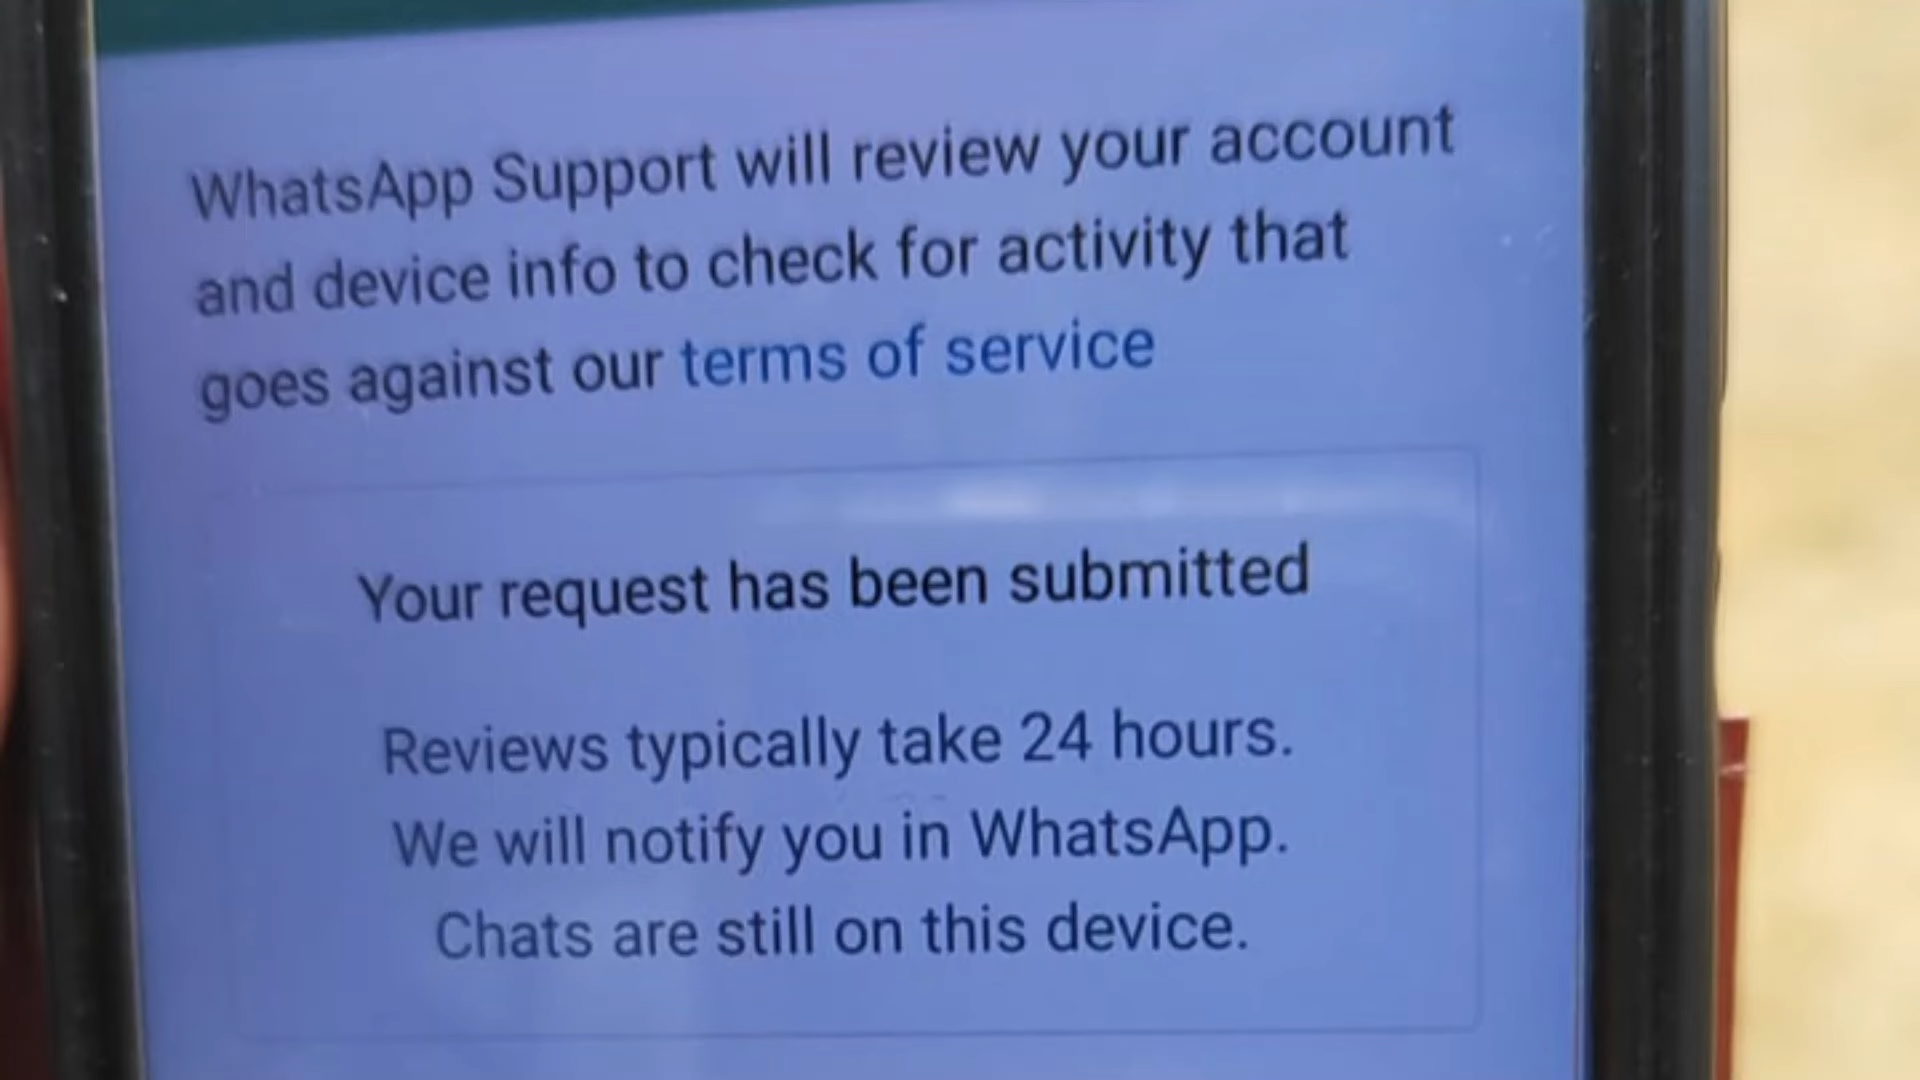 WhatsApp Support will review your account
and device info to check for activity that
goes against our terms of service
Your request has been submitted
Reviews typically take 24 hours.
We will notify you in WhatsApp.
Chats are still on this device.